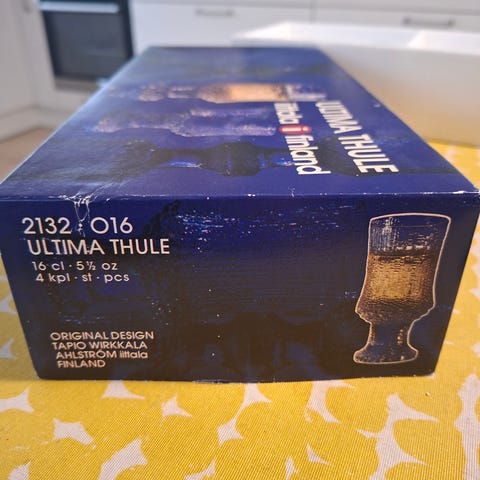 ULTIMA THULE
iittala i finland
2132 · 016
ULTIMA THULE
16 cl · 5½ oz
4 kpl · st · pcs
ORIGINAL DESIGN
TAPIO WIRKKALA
AHLSTRÖM iittala
FINLAND